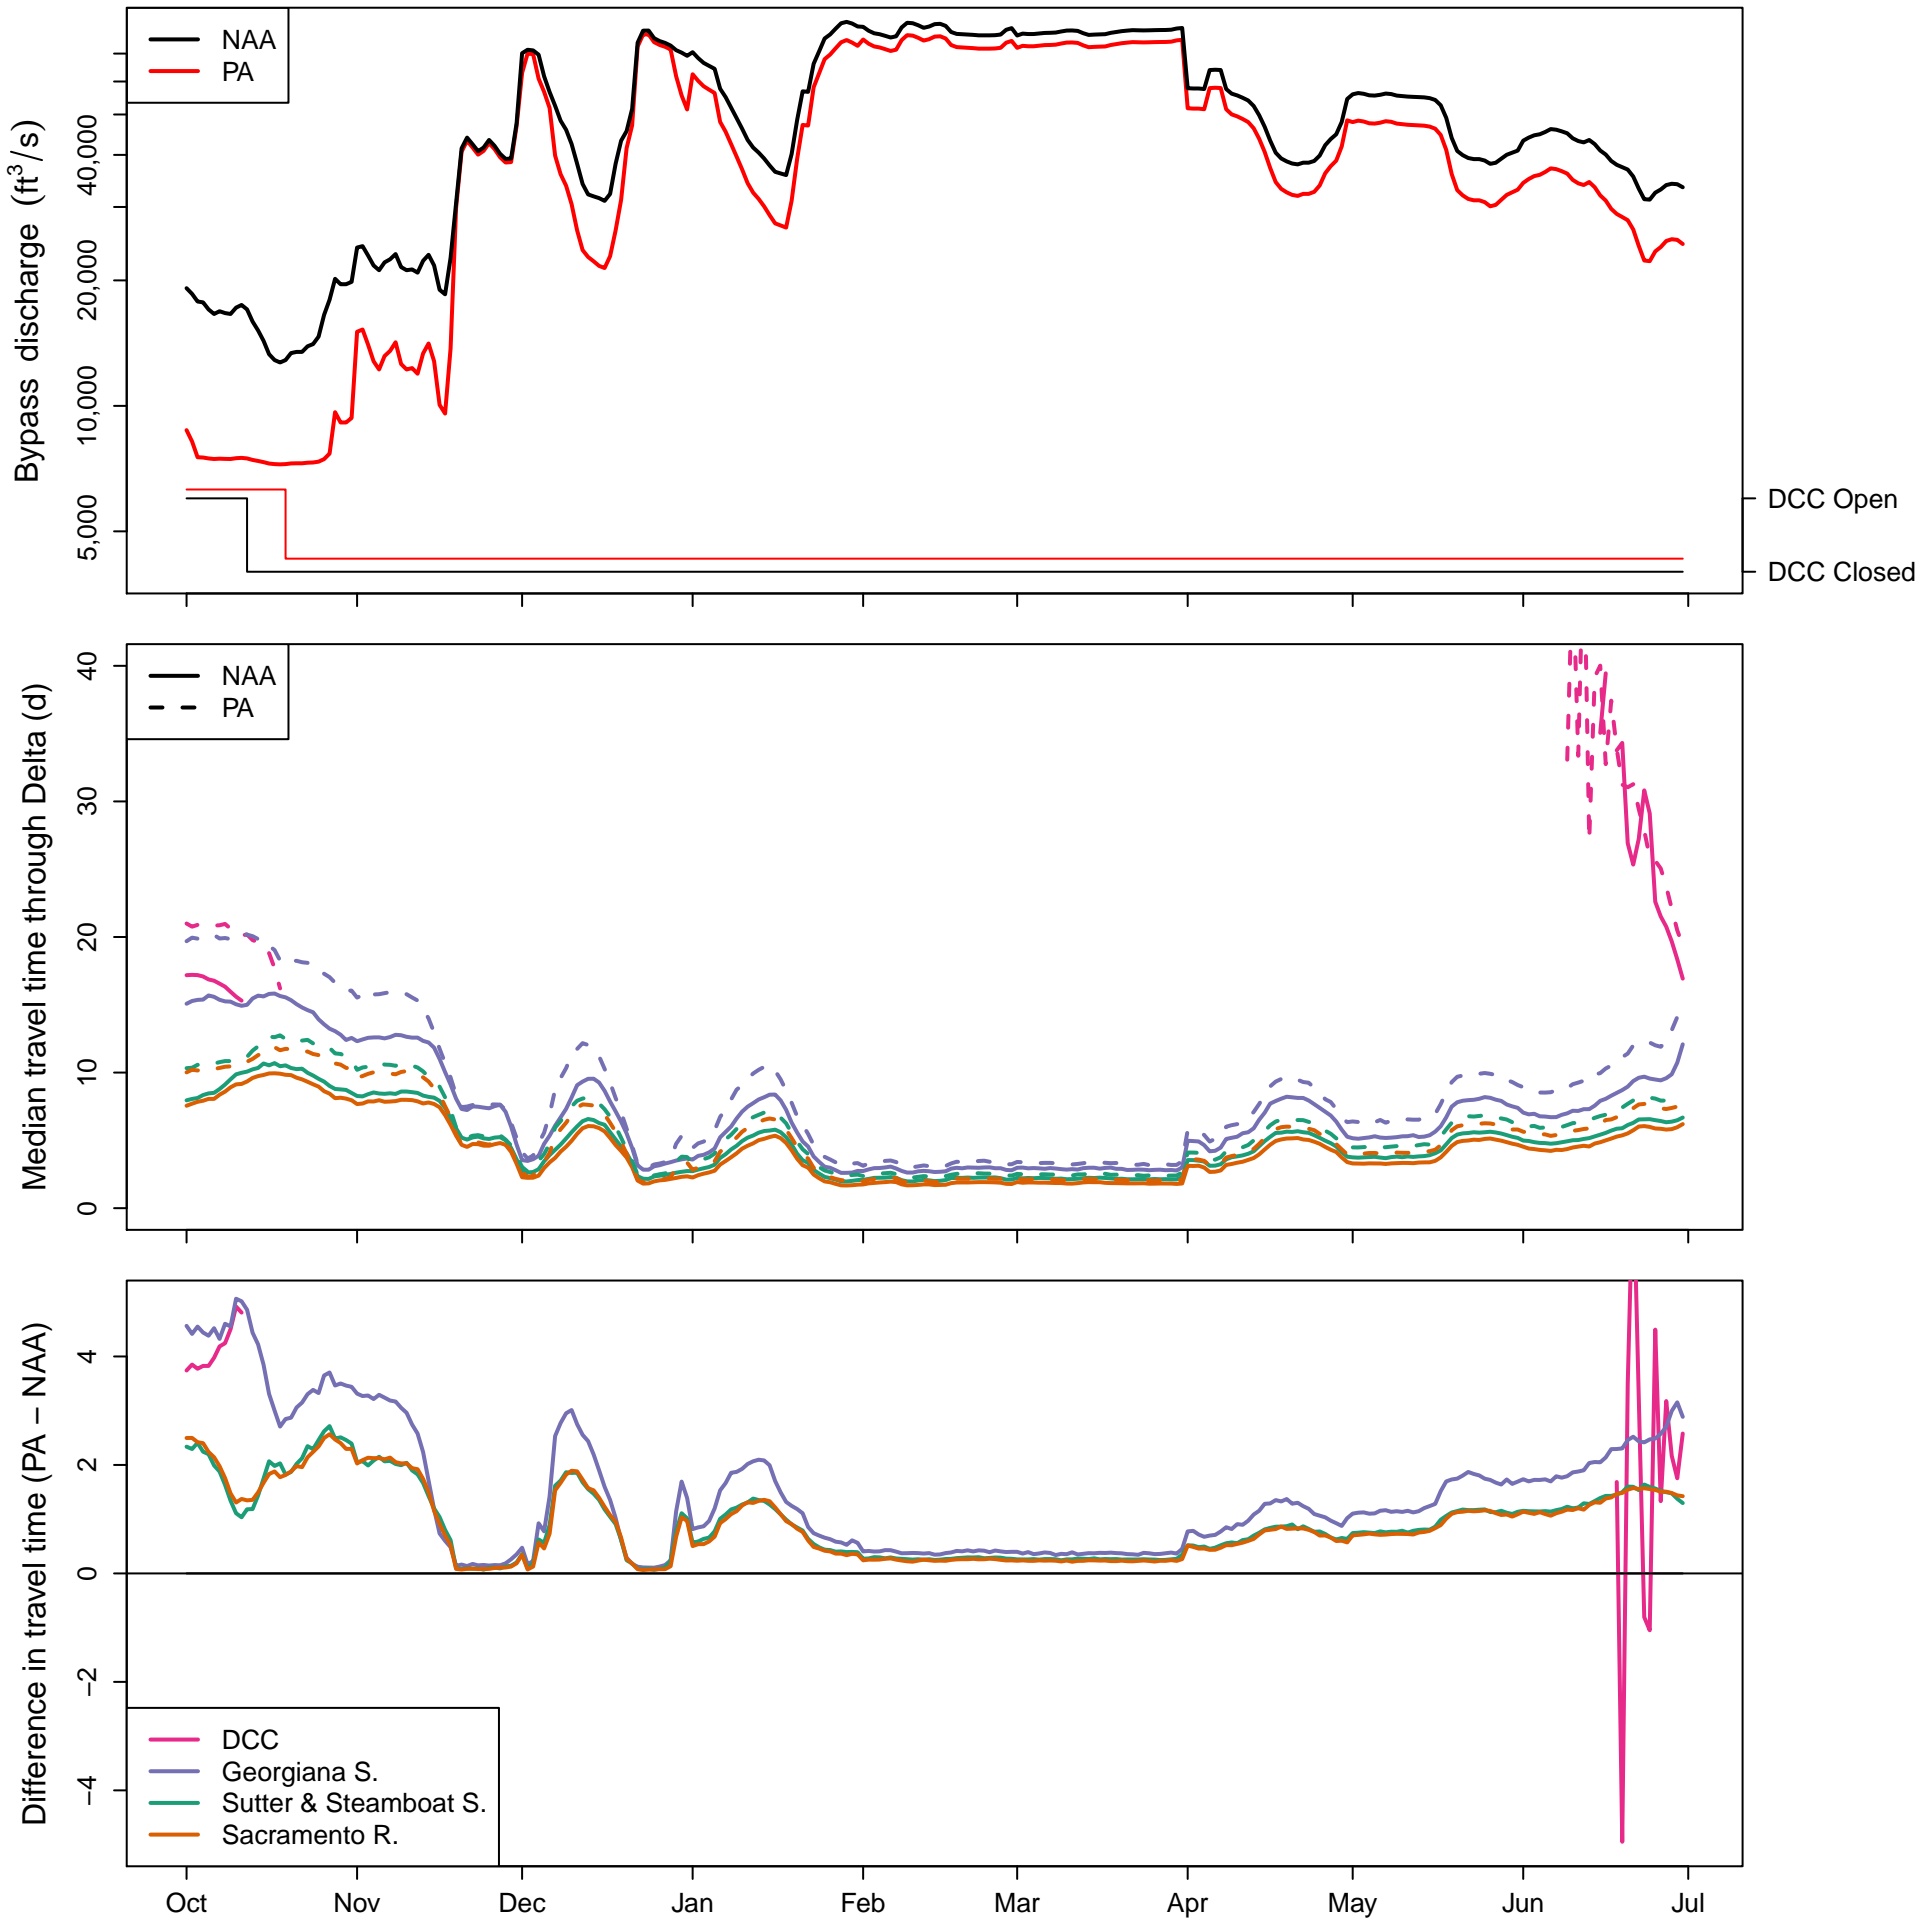 NAA
PA
Bypass discharge (ft³/s)
40,000
20,000
10,000
5,000
DCC Open
DCC Closed
NAA
PA
Median travel time through Delta (d)
40
30
20
10
0
Difference in travel time (PA − NAA)
4
2
0
−2
−4
DCC
Georgiana S.
Sutter & Steamboat S.
Sacramento R.
Oct Nov Dec Jan Feb Mar Apr May Jun Jul